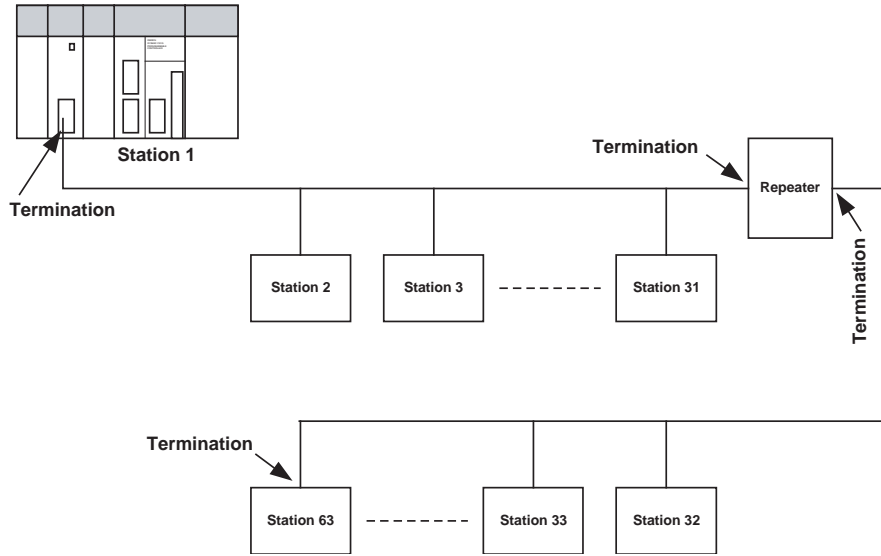 Station 1
Termination
Termination
Repeater
Termination
Station 2
Station 3
Station 31
Termination
Station 63
Station 33
Station 32